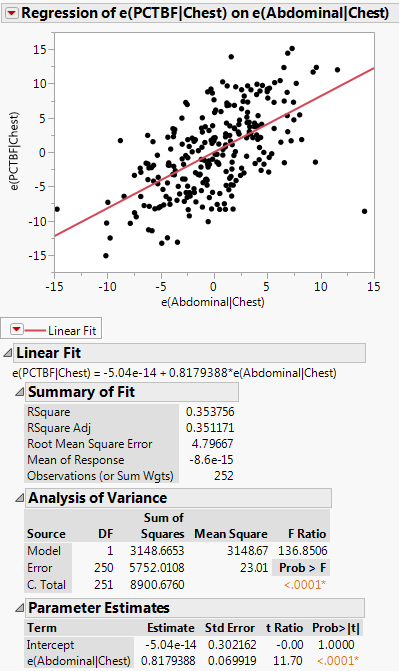 Regression of e(PCTBF|Chest) on e(Abdominal|Chest)
15
10
5
0
-5
-10
-15
e(PCTBF|Chest)
-15 -10 -5 0 5 10 15
e(Abdominal|Chest)
Linear Fit
Linear Fit
e(PCTBF|Chest) = -5.04e-14 + 0.8179388*e(Abdominal|Chest)
Summary of Fit
RSquare 0.353756
RSquare Adj 0.351171
Root Mean Square Error 4.79667
Mean of Response -8.6e-15
Observations (or Sum Wgts) 252
Analysis of Variance
Sum of
Source DF Squares Mean Square F Ratio
Model 1 3148.6653 3148.67 136.8506
Error 250 5752.0108 23.01 Prob > F
C. Total 251 8900.6760 <.0001*
Parameter Estimates
Term Estimate Std Error t Ratio Prob>|t|
Intercept -5.04e-14 0.302162 -0.00 1.0000
e(Abdominal|Chest) 0.8179388 0.069919 11.70 <.0001*